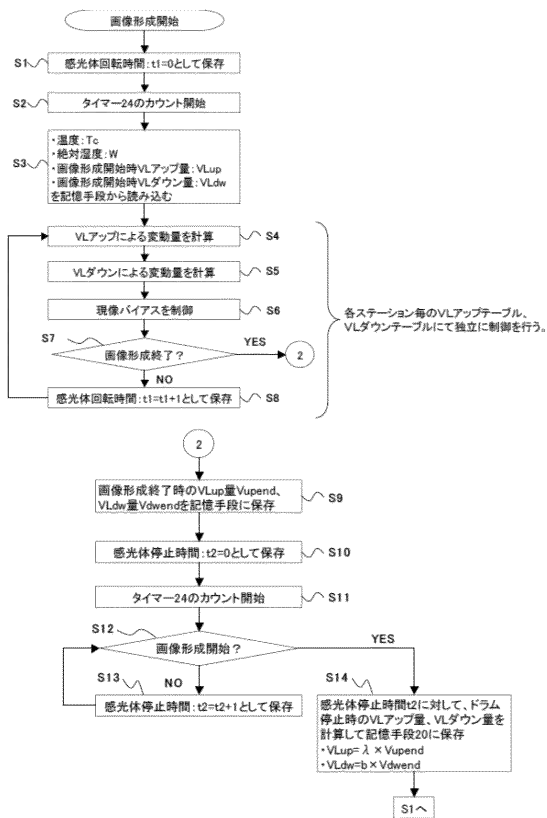 画像形成開始
S1
感光体回転時間：t1=0として保存
S2
タイマー24のカウント開始
S3
・温度：Tc
・絶対湿度：W
・画像形成開始時VLアップ量：VLup
・画像形成開始時VLダウン量：VLdw
を記憶手段から読み込む
VLアップによる変動量を計算
S4
VLダウンによる変動量を計算
S5
現像バイアスを制御
S6
S7
画像形成終了？
YES
2
NO
感光体回転時間：t1=t1+1として保存
S8
各ステーション毎のVLアップテーブル、
VLダウンテーブルにて独立に制御を行う。
2
画像形成終了時のVLup量Vupend、
VLdw量Vdwendを記憶手段に保存
S9
感光体停止時間：t2=0として保存
S10
タイマー24のカウント開始
S11
S12
画像形成開始？
YES
NO
S13
感光体停止時間：t2=t2+1として保存
S14
感光体停止時間t2に対して、ドラム
停止時のVLアップ量、VLダウン量を
計算して記憶手段20に保存
・VLup=λ×Vupend
・VLdw=b×Vdwend
S1へ